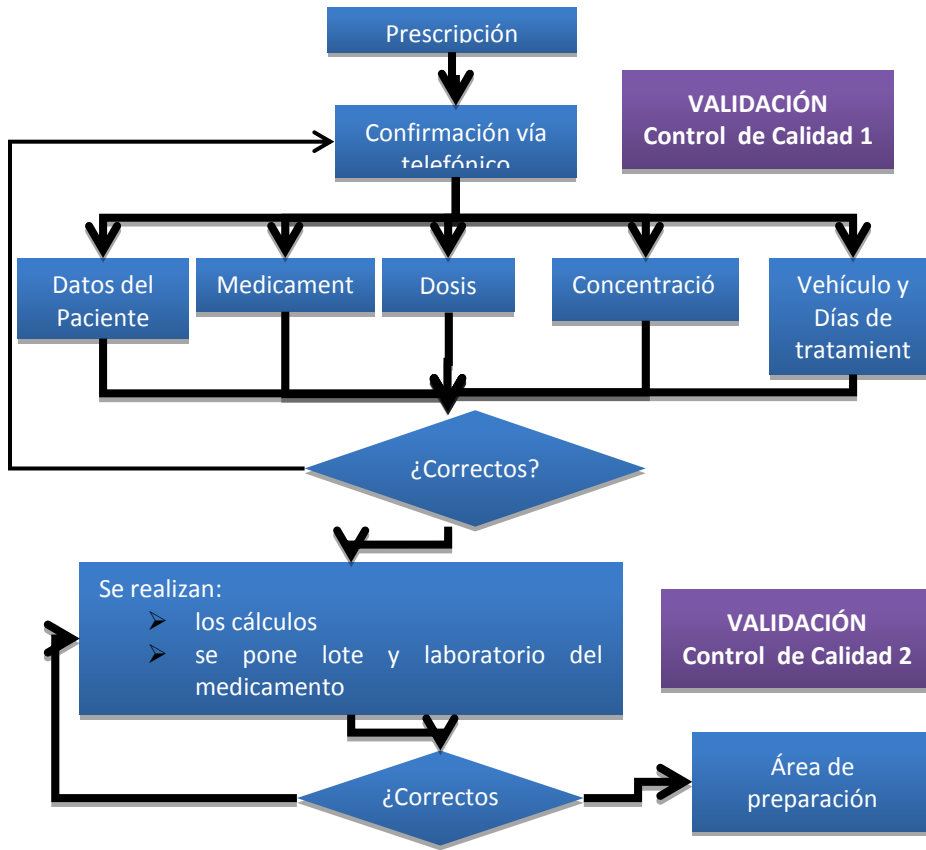 Prescripción
Confirmación vía
telefónico
VALIDACIÓN
Control de Calidad 1
Datos del
Paciente
Medicament
Dosis
Concentració
Vehículo y
Días de
tratamient
¿Correctos?
Se realizan:
➢ los cálculos
➢ se pone lote y laboratorio del
medicamento
VALIDACIÓN
Control de Calidad 2
¿Correctos
Área de
preparación